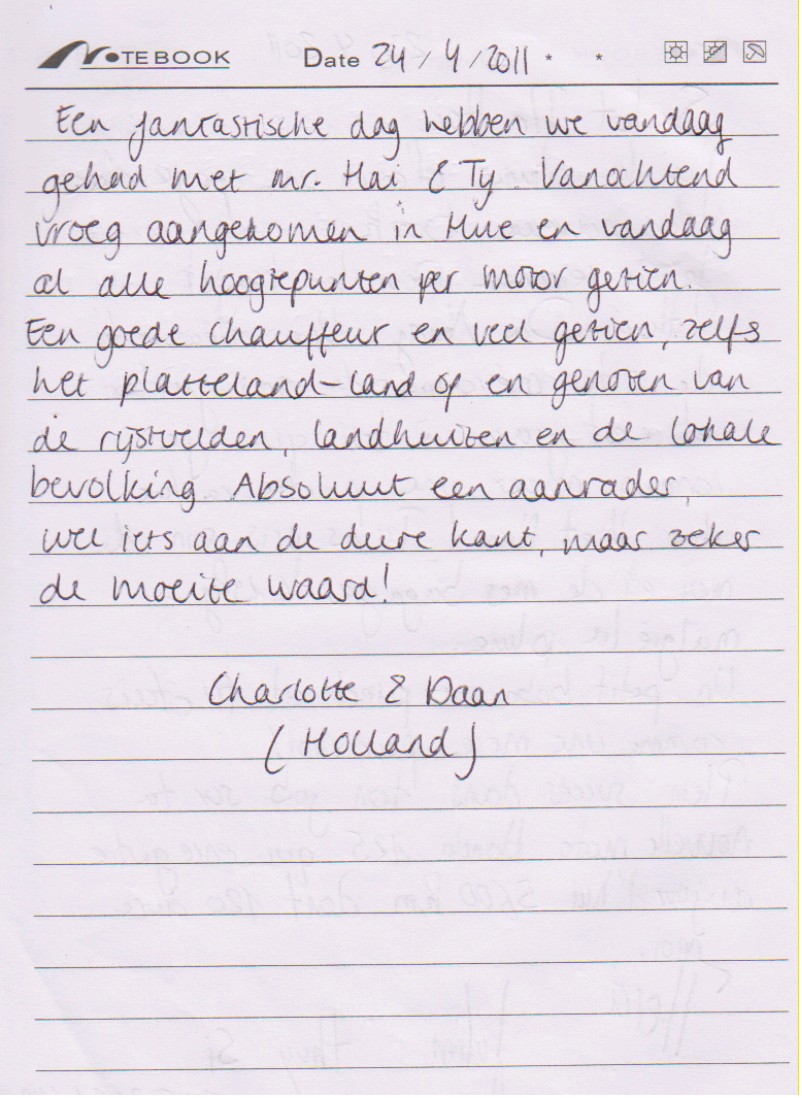 NOTEBOOK Date 24/4/2011 * *
Een fantastische dag hebben we vandaag
gehad met mr. Hai & Ty. Vanochtend
vroeg aangekomen in Hue en vandaag
al alle hoogtepunten per motor gezien.
Een goede chauffeur en veel gezien, zelfs
het platteland-land op en genoten van
de rijstvelden, landhuizen en de lokale
bevolking. Absoluut een aanrader,
wel iets aan de dure kant, maar zeker
de moeite waard!
Charlotte & Daan
(Holland)